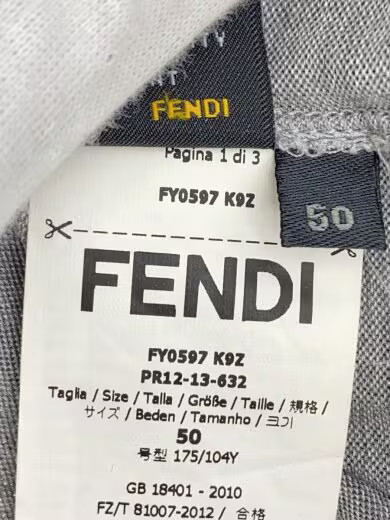 TY
NT
FENDI
Pagina 1 di 3
FY0597 K9Z
50
FENDI
FY0597 K9Z
PR12-13-632
Taglia / Size / Talla / Größe / Taille / 規格 /
サイズ / Beden / Tamanho / 크기
50
号型 175/104Y
GB 18401 - 2010
FZ/T 81007-2012 / 合格